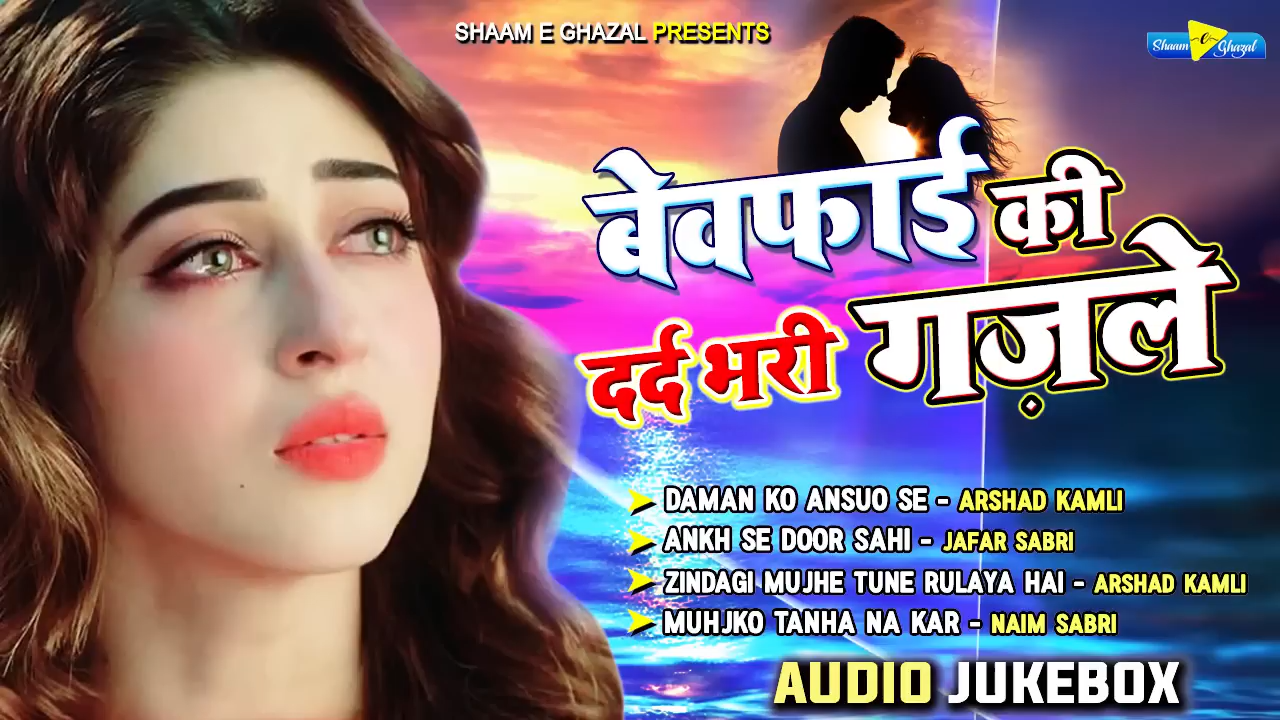 SHAAM E GHAZAL PRESENTS
Shaam e Ghazal
बेवफाई की
दर्द भरी गज़ले
DAMAN KO ANSUO SE - ARSHAD KAMLI
ANKH SE DOOR SAHI - JAFAR SABRI
ZINDAGI MUJHE TUNE RULAYA HAI - ARSHAD KAMLI
MUHJKO TANHA NA KAR - NAIM SABRI
AUDIO JUKEBOX